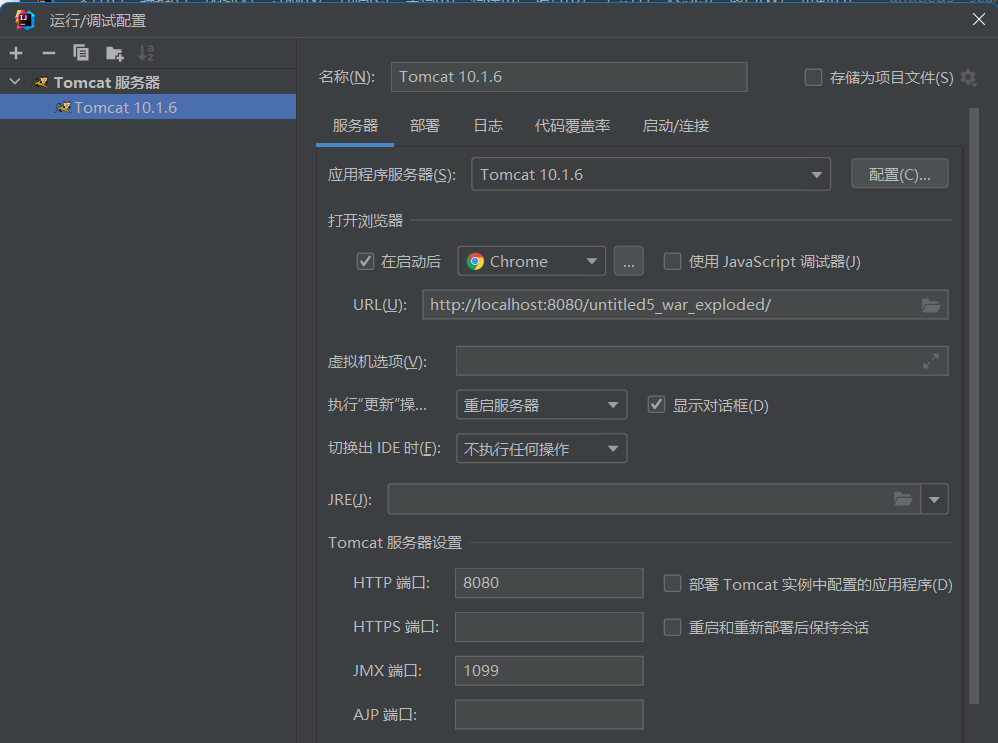 运行/调试配置
Tomcat 服务器
Tomcat 10.1.6
名称(N): Tomcat 10.1.6 存储为项目文件(S)
服务器 部署 日志 代码覆盖率 启动/连接
应用程序服务器(S): Tomcat 10.1.6 配置(C)...
打开浏览器
在启动后 Chrome ... 使用 JavaScript 调试器(J)
URL(U): http://localhost:8080/untitled5_war_exploded/
虚拟机选项(V):
执行“更新”操... 重启服务器 显示对话框(D)
切换出 IDE 时(F): 不执行任何操作
JRE(J):
Tomcat 服务器设置
HTTP 端口: 8080 部署 Tomcat 实例中配置的应用程序(D)
HTTPS 端口: 重启和重新部署后保持会话
JMX 端口: 1099
AJP 端口: